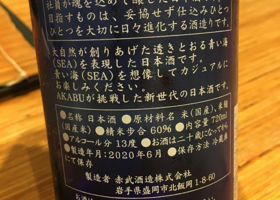 社員が魂を込めて醸した日本酒
目指すものは、妥協せず仕込みひとつ
ひとつを大切に日々進化する酒造りです。
大自然が創りあげた透きとおる青い海
(SEA)を表現した日本酒です。
青い海(SEA)を想像してカジュアルに
お楽しみください。
AKABUが挑戦した新世代の日本酒です。
●名称 日本酒 ●原材料名 米(国産)、米麹
(国産米) ●精米歩合 60% ●内容量 720ml
●アルコール分 13度 ●お酒は二十歳になってから
●製造年月:2020年6月 ●保存方法 冷蔵庫
にて保存
製造者 赤武酒造株式会社
岩手県盛岡市北飯岡1-8-60